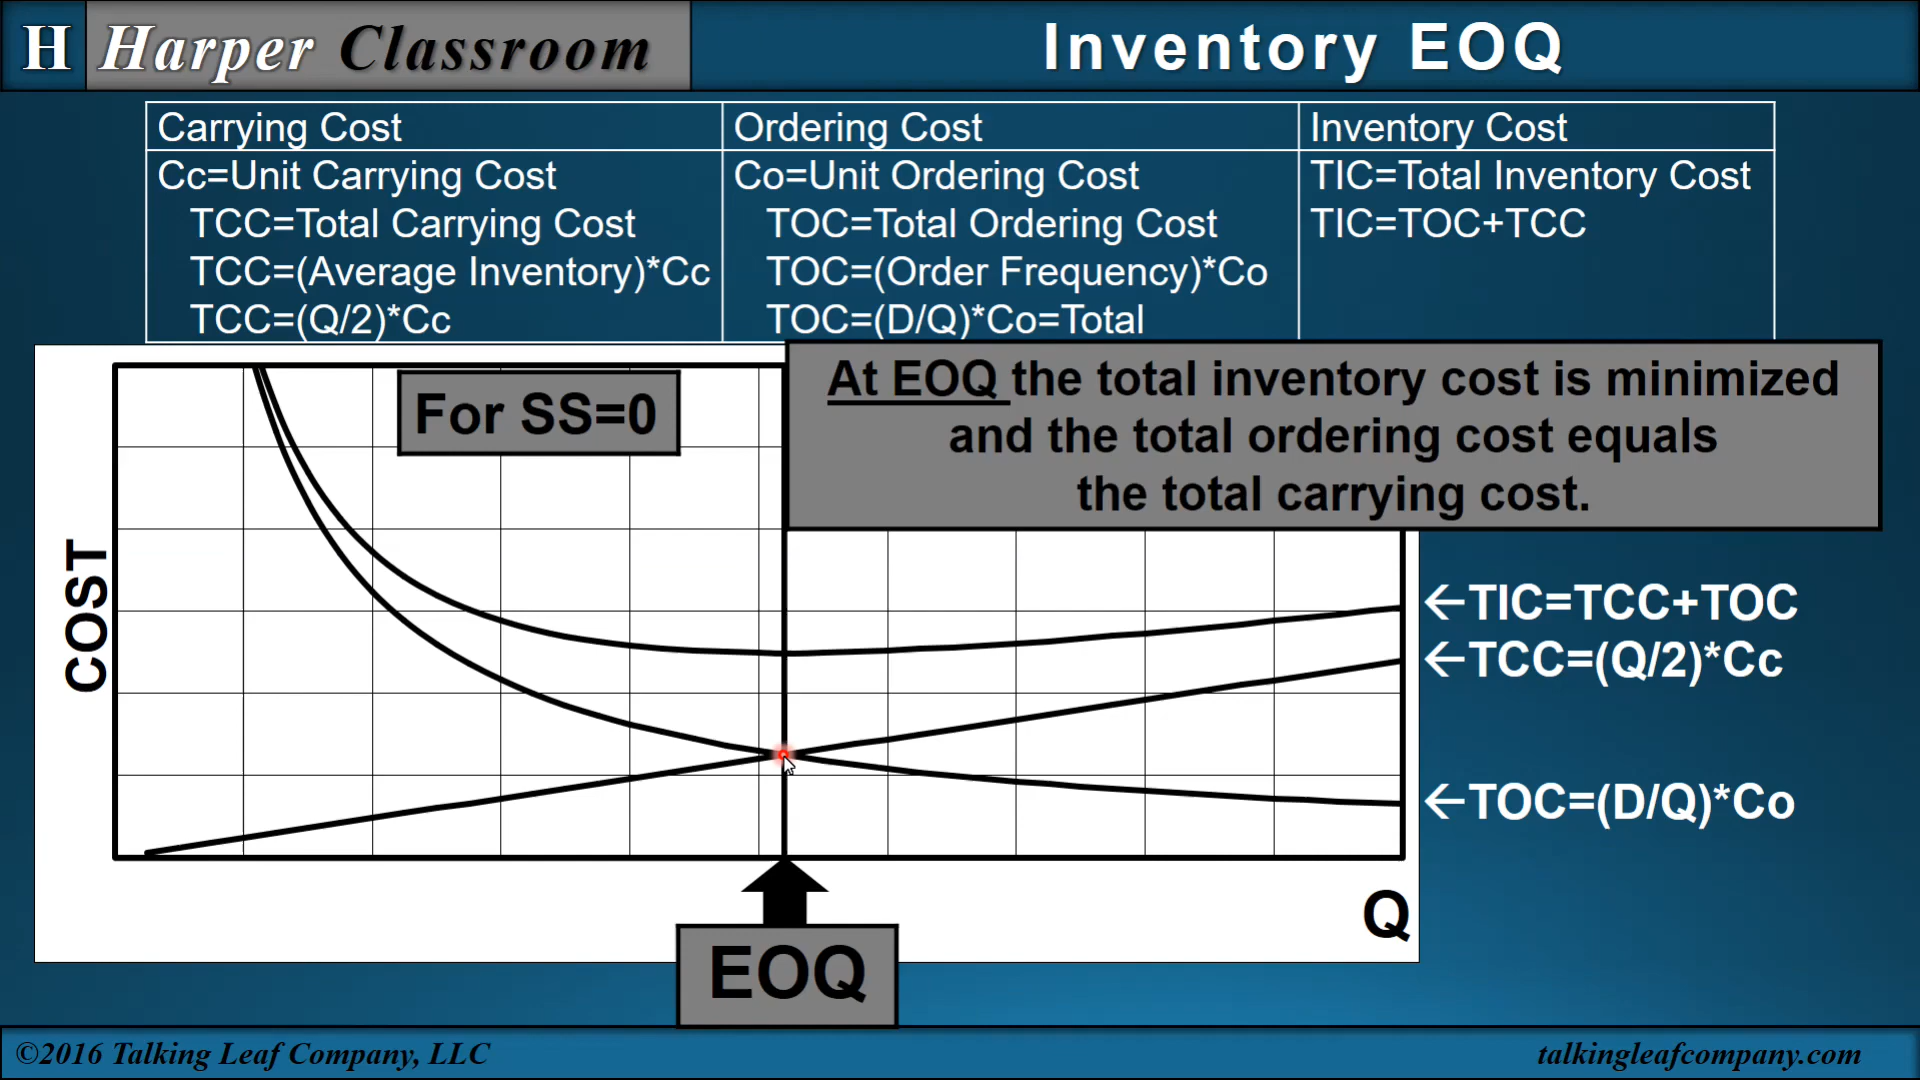 H Harper Classroom
Inventory EOQ
Carrying Cost
Cc=Unit Carrying Cost
TCC=Total Carrying Cost
TCC=(Average Inventory)*Cc
TCC=(Q/2)*Cc
Ordering Cost
Co=Unit Ordering Cost
TOC=Total Ordering Cost
TOC=(Order Frequency)*Co
TOC=(D/Q)*Co=Total
Inventory Cost
TIC=Total Inventory Cost
TIC=TOC+TCC
For SS=0
At EOQ the total inventory cost is minimized
and the total ordering cost equals
the total carrying cost.
COST
←TIC=TCC+TOC
←TCC=(Q/2)*Cc
←TOC=(D/Q)*Co
Q
EOQ
©2016 Talking Leaf Company, LLC
talkingleafcompany.com